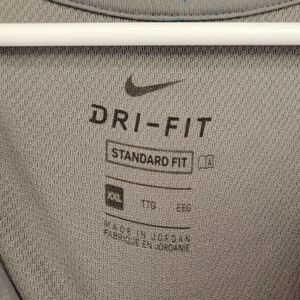 DRI-FIT
STANDARD FIT
XXL TTG EEG
MADE IN JORDAN
FABRIQUÉ EN JORDANIE